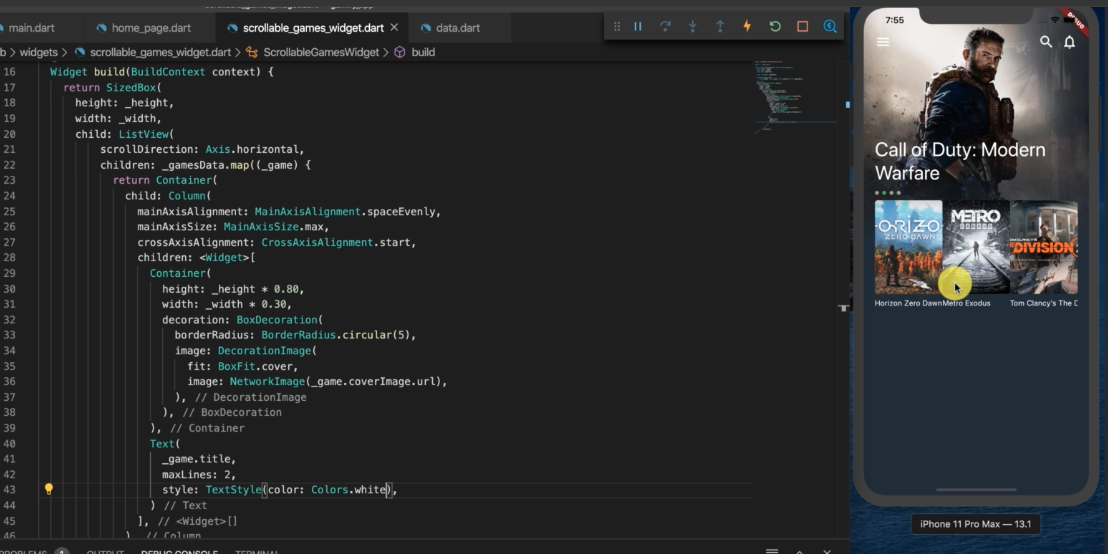 main.dart
home_page.dart
scrollable_games_widget.dart
data.dart
b > widgets > scrollable_games_widget.dart > ScrollableGamesWidget > build
16 Widget build(BuildContext context) {
17 return SizedBox(
18 height: _height,
19 width: _width,
20 child: ListView(
21 scrollDirection: Axis.horizontal,
22 children: _gamesData.map((_game) {
23 return Container(
24 child: Column(
25 mainAxisAlignment: MainAxisAlignment.spaceEvenly,
26 mainAxisSize: MainAxisSize.max,
27 crossAxisAlignment: CrossAxisAlignment.start,
28 children: <Widget>[
29 Container(
30 height: _height * 0.80,
31 width: _width * 0.30,
32 decoration: BoxDecoration(
33 borderRadius: BorderRadius.circular(5),
34 image: DecorationImage(
35 fit: BoxFit.cover,
36 image: NetworkImage(_game.coverImage.url),
37 ), // DecorationImage
38 ), // BoxDecoration
39 ), // Container
40 Text(
41 _game.title,
42 maxLines: 2,
43 style: TextStyle(color: Colors.white),
44 ) // Text
45 ], // <Widget>[]
46 ) // Column
PROBLEMS 1 OUTPUT DEBUG CONSOLE TERMINAL
7:55
DEBUG
Call of Duty: Modern
Warfare
HORIZO
ZERO DAWN
METRO
EXODUS
DIVISION
Horizon Zero Dawn
Metro Exodus
Tom Clancy's The D
iPhone 11 Pro Max — 13.1